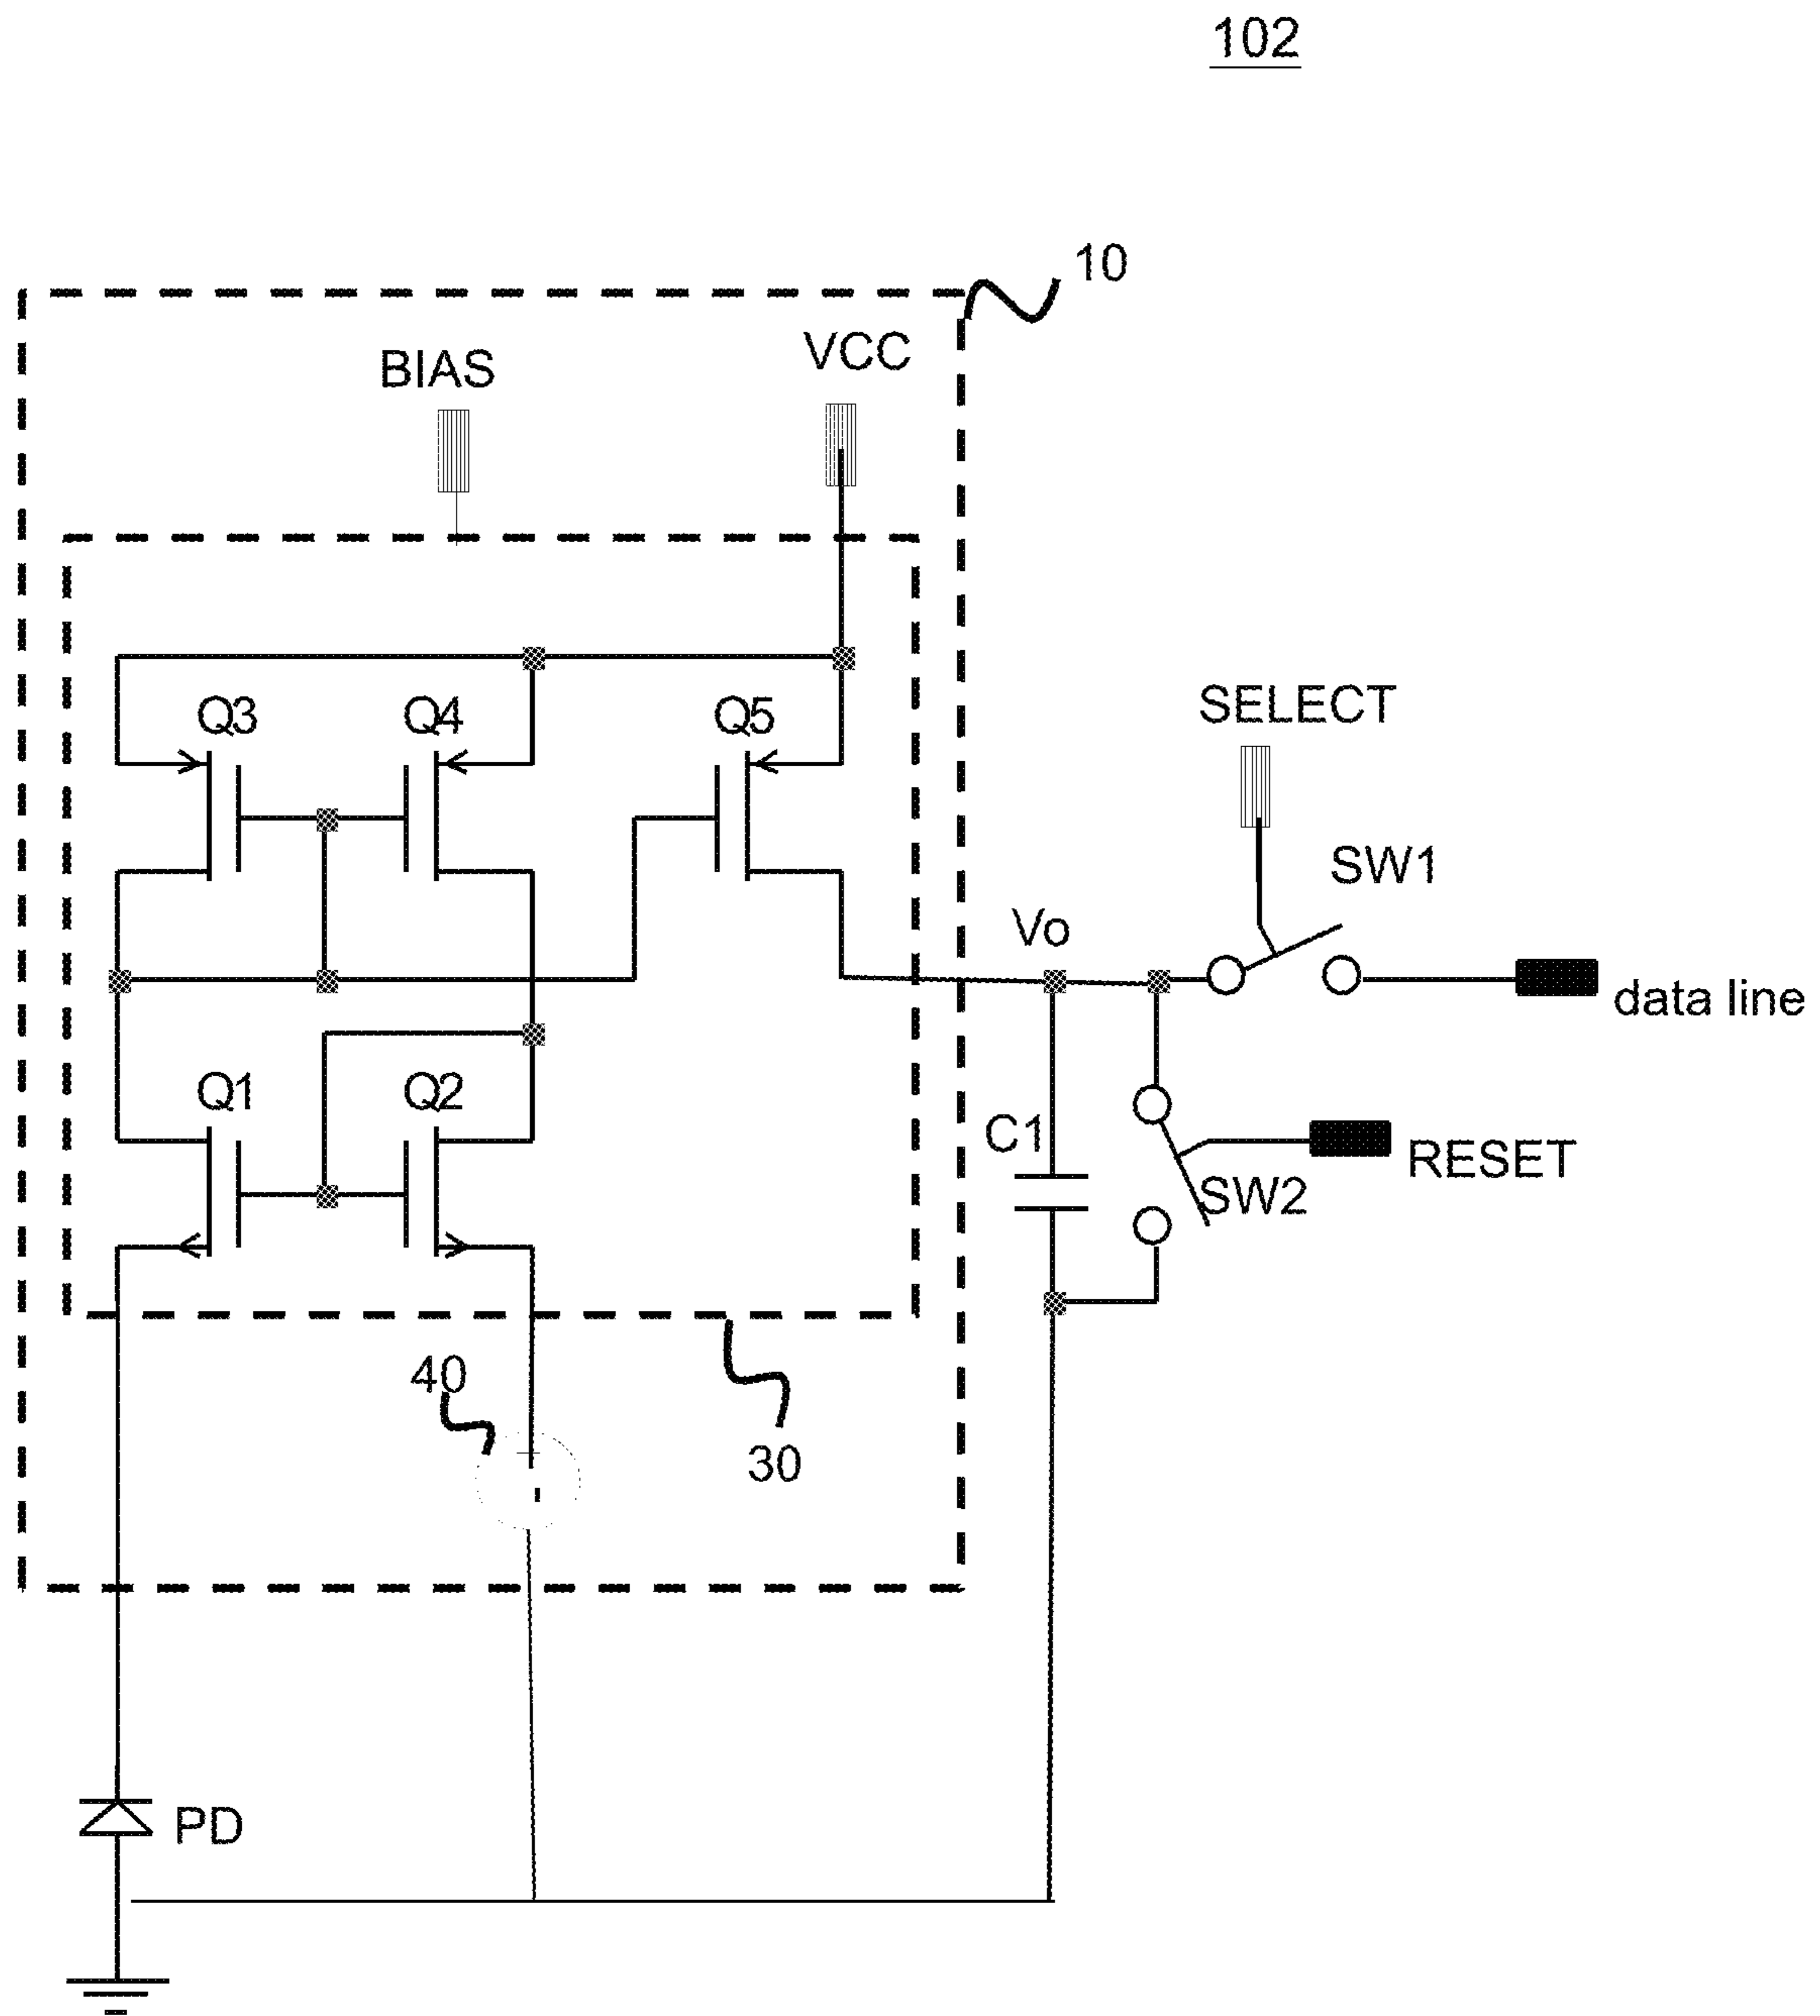 102
10
BIAS
VCC
Q3
Q4
Q5
SELECT
SW1
Vo
data line
Q1
Q2
C1
RESET
SW2
40
30
PD